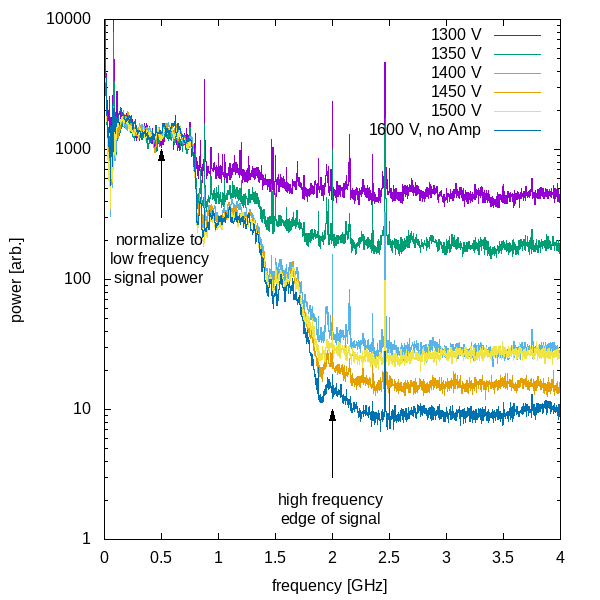 10000
1000
100
10
1
power [arb.]
1300 V
1350 V
1400 V
1450 V
1500 V
1600 V, no Amp
normalize to
low frequency
signal power
high frequency
edge of signal
0 0.5 1 1.5 2 2.5 3 3.5 4
frequency [GHz]